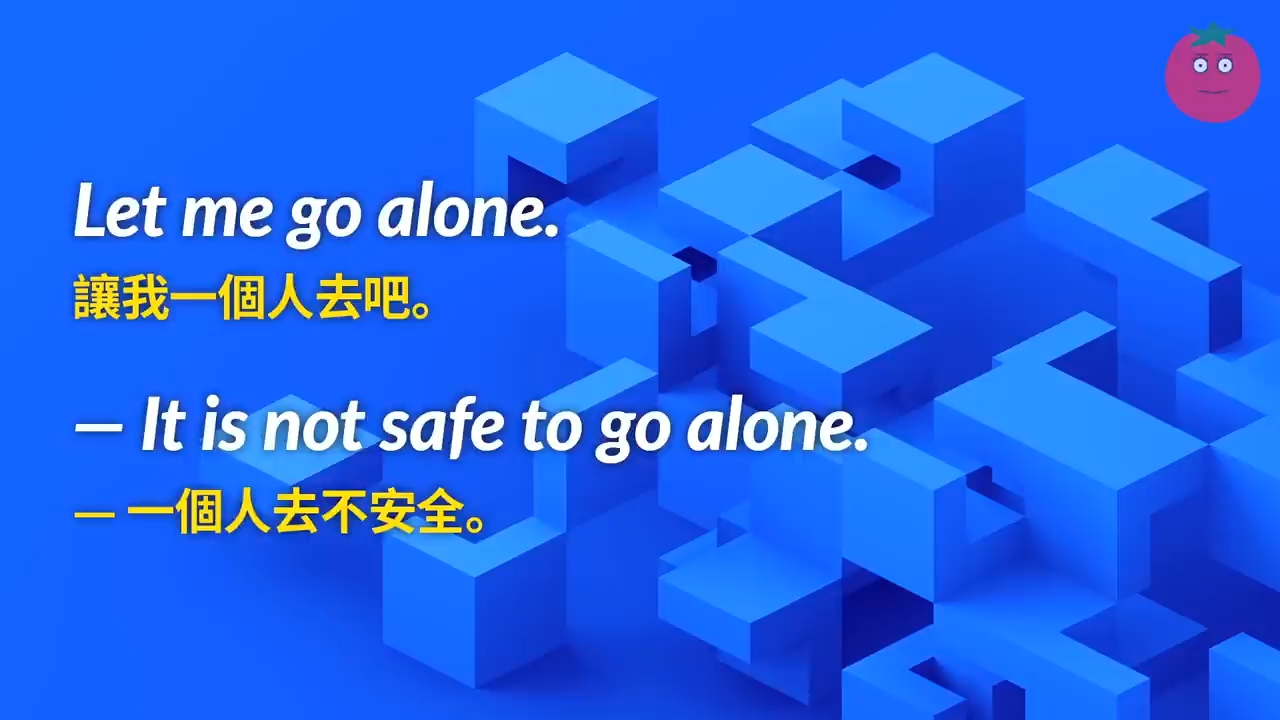 Let me go alone.
讓我一個人去吧。
— It is not safe to go alone.
— 一個人去不安全。